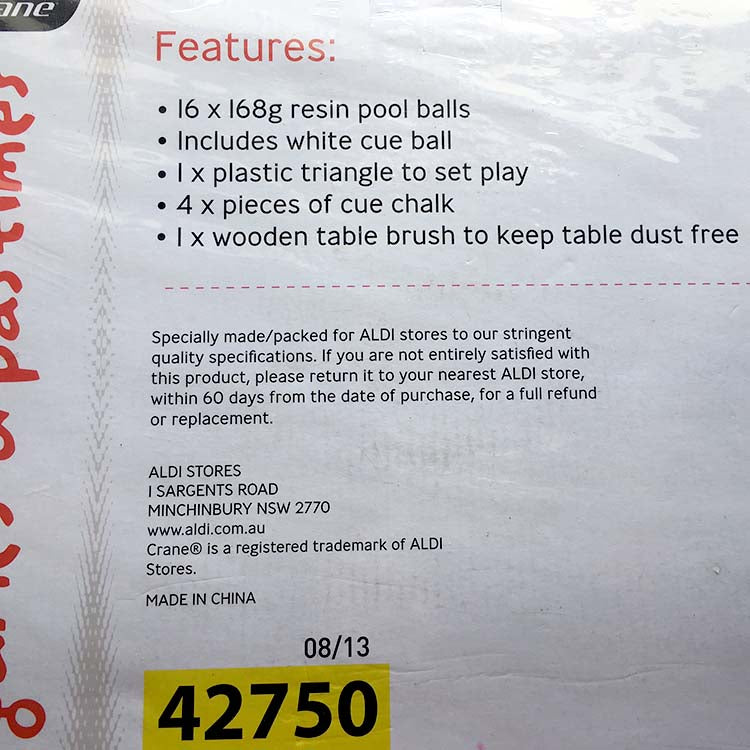 ane
games & pastimes
Features:
• 16 x 168g resin pool balls
• Includes white cue ball
• 1 x plastic triangle to set play
• 4 x pieces of cue chalk
• 1 x wooden table brush to keep table dust free
Specially made/packed for ALDI stores to our stringent
quality specifications. If you are not entirely satisfied with
this product, please return it to your nearest ALDI store,
within 60 days from the date of purchase, for a full refund
or replacement.
ALDI STORES
1 SARGENTS ROAD
MINCHINBURY NSW 2770
www.aldi.com.au
Crane® is a registered trademark of ALDI
Stores.
MADE IN CHINA
08/13
42750